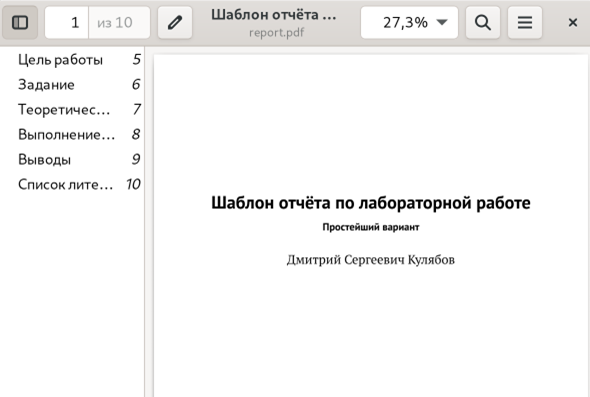 1 из 10 Шаблон отчёта ... 27,3%
report.pdf
Цель работы 5
Задание 6
Теоретичес... 7
Выполнение... 8
Выводы 9
Список лите... 10
Шаблон отчёта по лабораторной работе
Простейший вариант
Дмитрий Сергеевич Кулябов